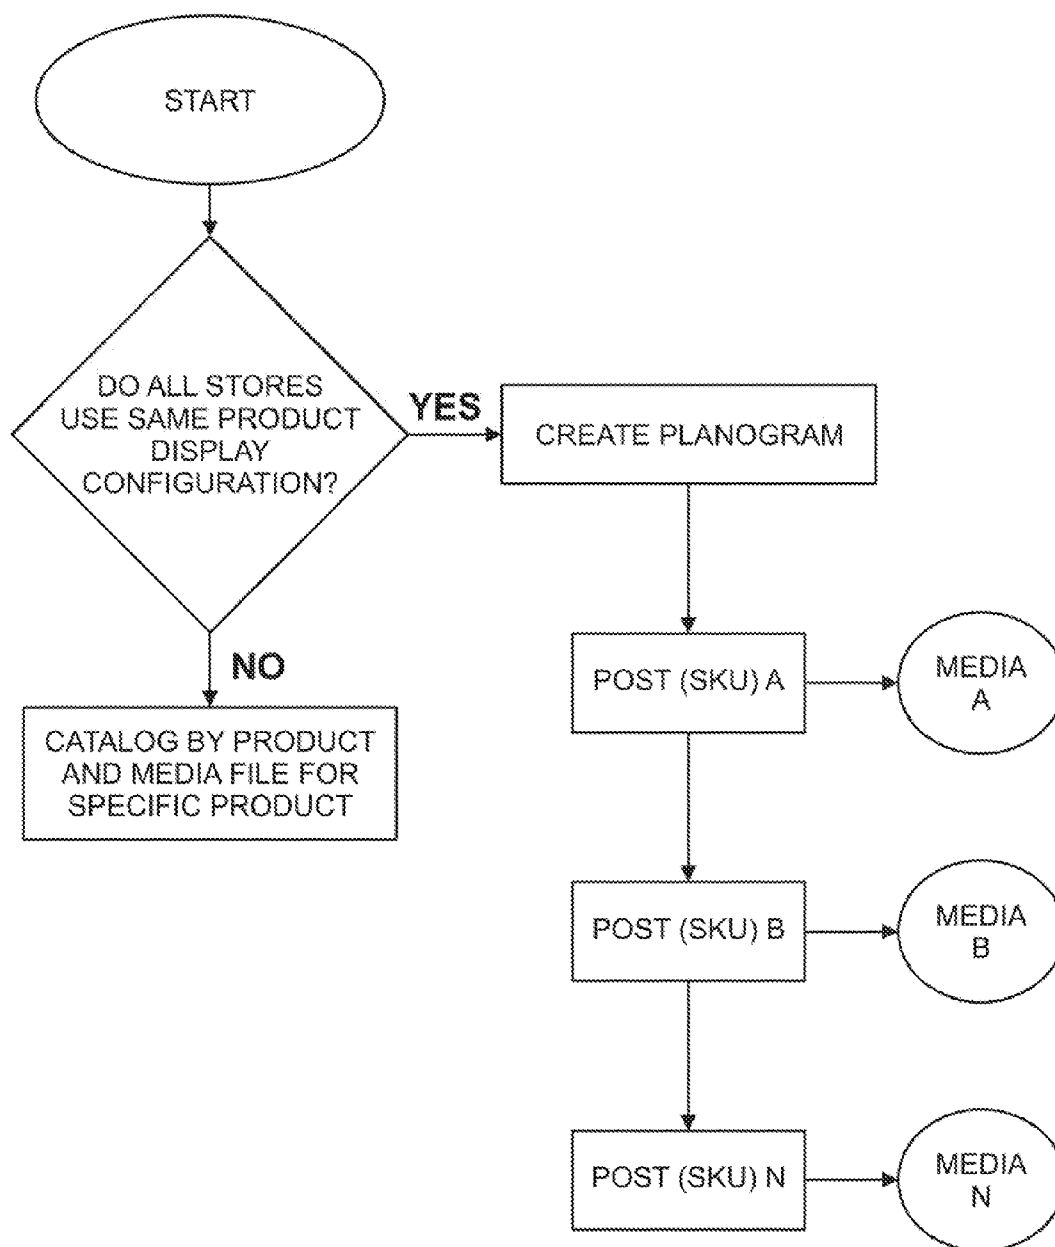 START
DO ALL STORES
USE SAME PRODUCT
DISPLAY
CONFIGURATION?
YES
CREATE PLANOGRAM
NO
CATALOG BY PRODUCT
AND MEDIA FILE FOR
SPECIFIC PRODUCT
POST (SKU) A
MEDIA
A
POST (SKU) B
MEDIA
B
POST (SKU) N
MEDIA
N